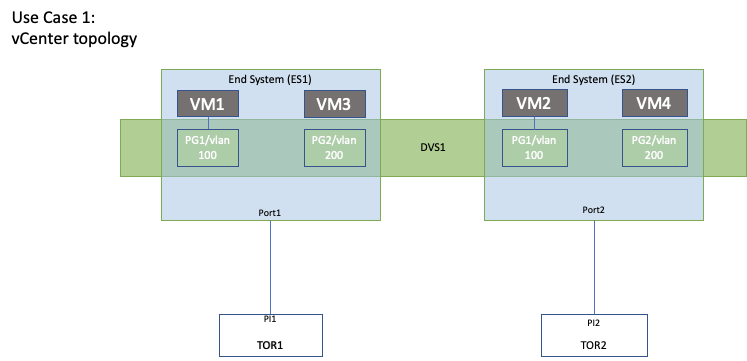 Use Case 1:
vCenter topology
End System (ES1)
End System (ES2)
VM1
VM3
VM2
VM4
PG1/vlan
100
PG2/vlan
200
DVS1
PG1/vlan
100
PG2/vlan
200
Port1
Port2
PI1
TOR1
PI2
TOR2